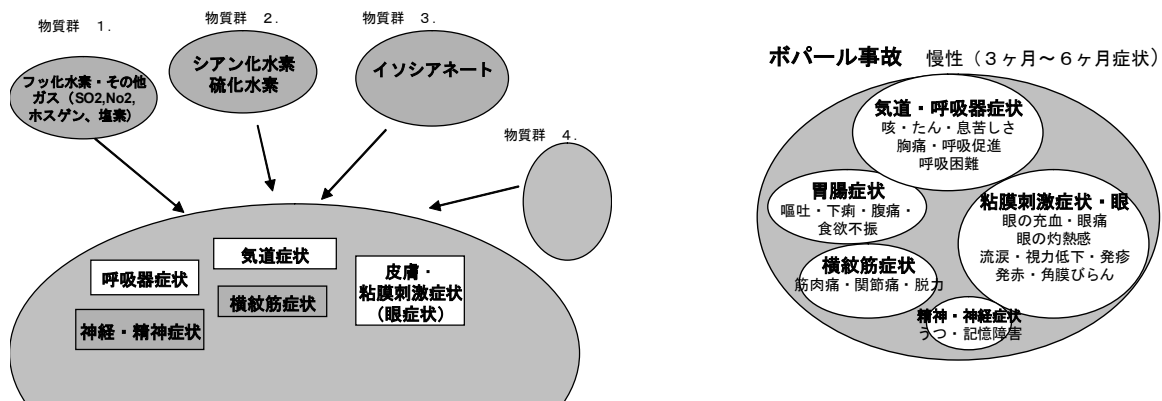 物質群 1.
フッ化水素・その他
ガス（SO2,No2,
ホスゲン、塩素）
物質群 2.
シアン化水素
硫化水素
物質群 3.
イソシアネート
物質群 4.
気道症状
呼吸器症状
横紋筋症状
神経・精神症状
皮膚・
粘膜刺激症状
（眼症状）
ボパール事故 慢性（３ヶ月～６ヶ月症状）
気道・呼吸器症状
咳・たん・息苦しさ
胸痛・呼吸促進
呼吸困難
胃腸症状
嘔吐・下痢・腹痛・
食欲不振
粘膜刺激症状・眼
眼の充血・眼痛
眼の灼熱感
流涙・視力低下・発疹
発赤・角膜びらん
横紋筋症状
筋肉痛・関節痛・脱力
精神・神経症状
うつ・記憶障害